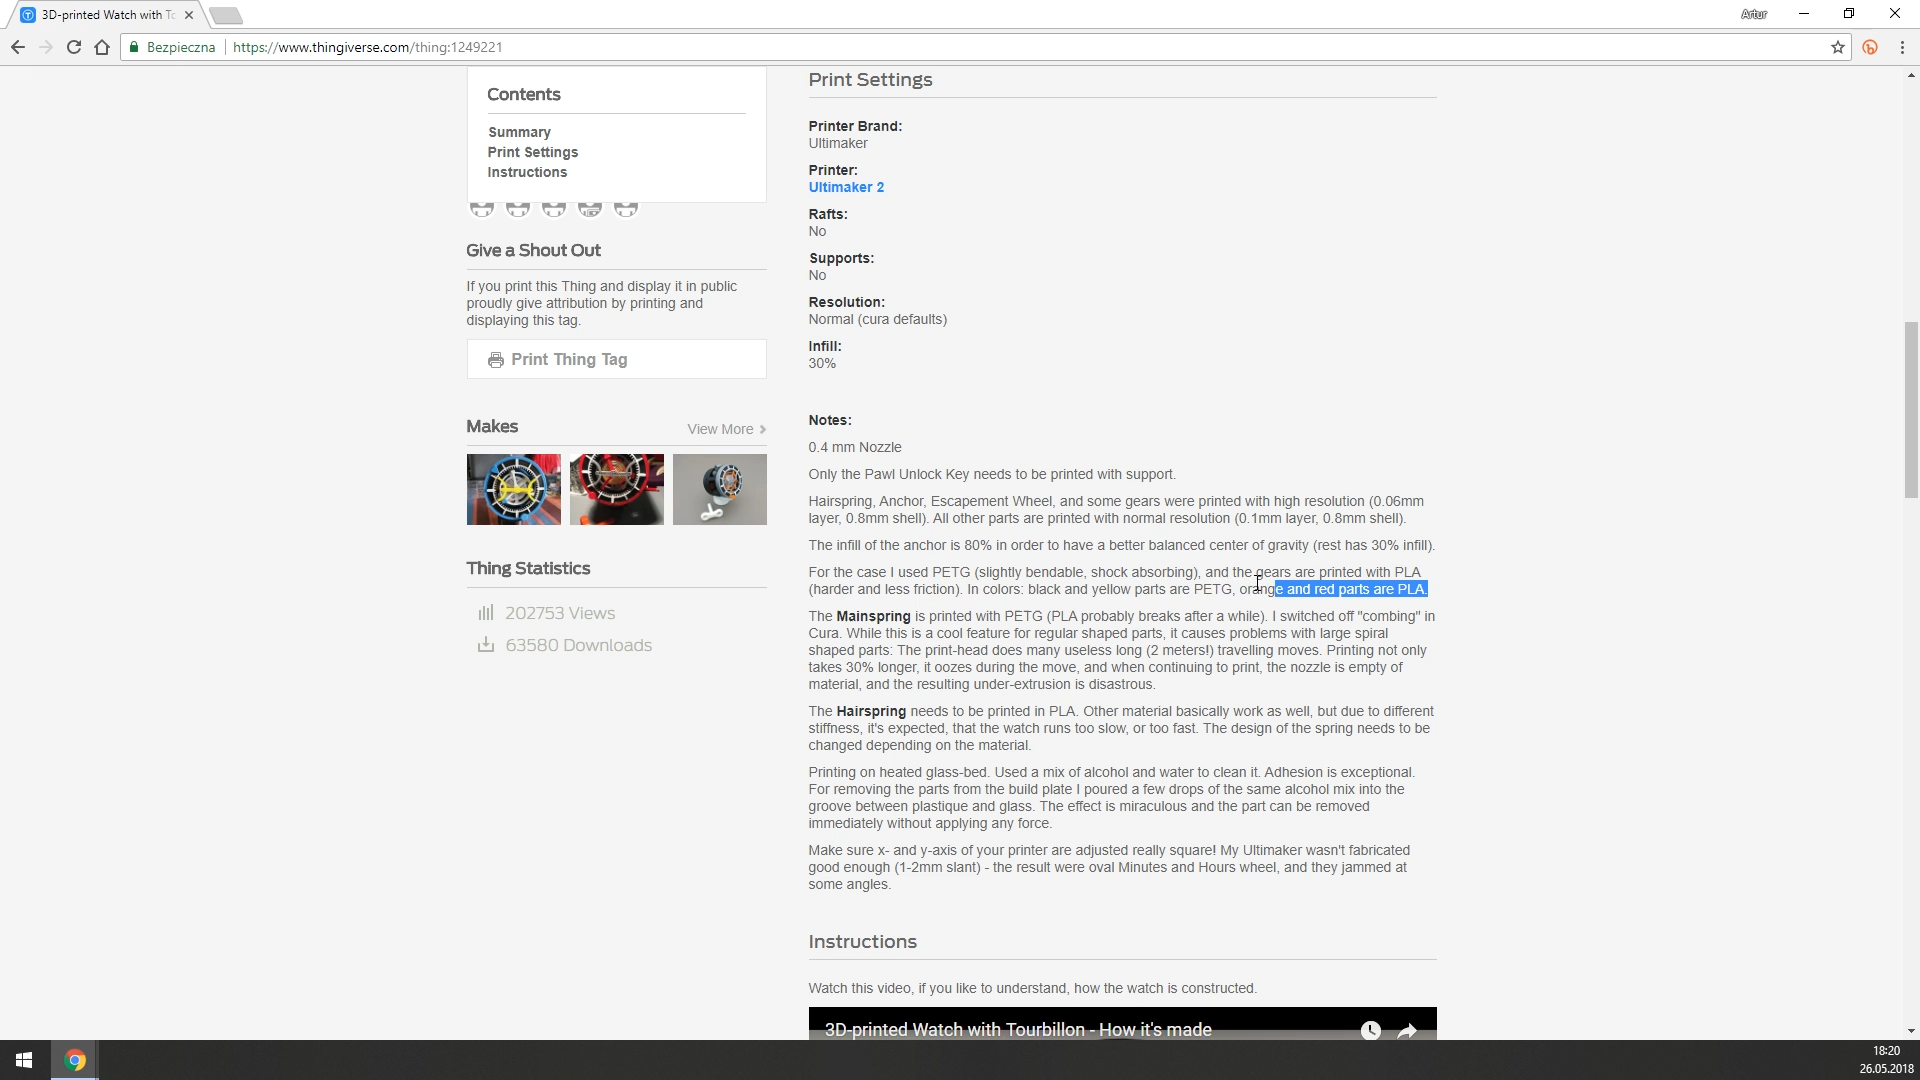 3D-printed Watch with To
Artur
Bezpieczna
https://www.thingiverse.com/thing:1249221
Contents
Summary
Print Settings
Instructions
Give a Shout Out
If you print this Thing and display it in public
proudly give attribution by printing and
displaying this tag.
Print Thing Tag
Makes
View More
Thing Statistics
202753 Views
63580 Downloads
Print Settings
Printer Brand:
Ultimaker
Printer:
Ultimaker 2
Rafts:
No
Supports:
No
Resolution:
Normal (cura defaults)
Infill:
30%
Notes:
0.4 mm Nozzle
Only the Pawl Unlock Key needs to be printed with support.
Hairspring, Anchor, Escapement Wheel, and some gears were printed with high resolution (0.06mm
layer, 0.8mm shell). All other parts are printed with normal resolution (0.1mm layer, 0.8mm shell).
The infill of the anchor is 80% in order to have a better balanced center of gravity (rest has 30% infill).
For the case I used PETG (slightly bendable, shock absorbing), and the gears are printed with PLA
(harder and less friction). In colors: black and yellow parts are PETG, orange and red parts are PLA.
The Mainspring is printed with PETG (PLA probably breaks after a while). I switched off "combing" in
Cura. While this is a cool feature for regular shaped parts, it causes problems with large spiral
shaped parts: The print-head does many useless long (2 meters!) travelling moves. Printing not only
takes 30% longer, it oozes during the move, and when continuing to print, the nozzle is empty of
material, and the resulting under-extrusion is disastrous.
The Hairspring needs to be printed in PLA. Other material basically work as well, but due to different
stiffness, it's expected, that the watch runs too slow, or too fast. The design of the spring needs to be
changed depending on the material.
Printing on heated glass-bed. Used a mix of alcohol and water to clean it. Adhesion is exceptional.
For removing the parts from the build plate I poured a few drops of the same alcohol mix into the
groove between plastique and glass. The effect is miraculous and the part can be removed
immediately without applying any force.
Make sure x- and y-axis of your printer are adjusted really square! My Ultimaker wasn't fabricated
good enough (1-2mm slant) - the result were oval Minutes and Hours wheel, and they jammed at
some angles.
Instructions
Watch this video, if you like to understand, how the watch is constructed.
3D-printed Watch with Tourbillon - How it's made
18:20
26.05.2018